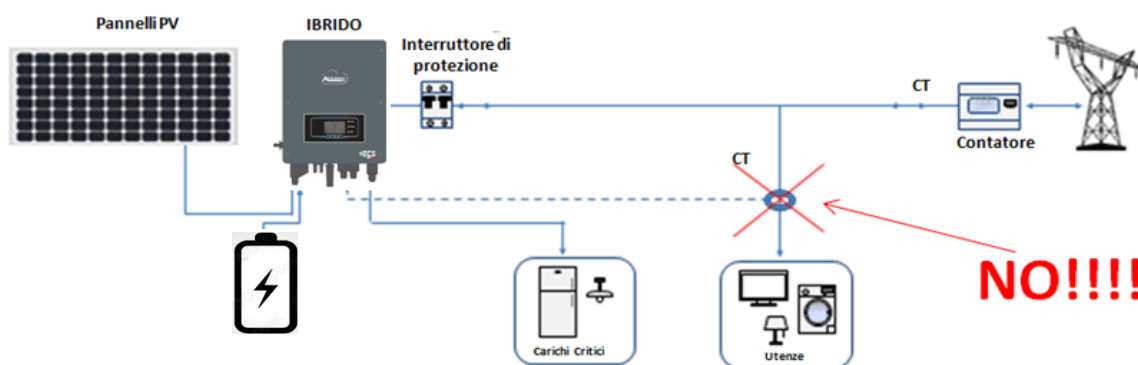 Pannelli PV
IBRIDO
Interruttore di
protezione
CT
Contatore
CT
NO!!!!
Carichi Critici
Utenze